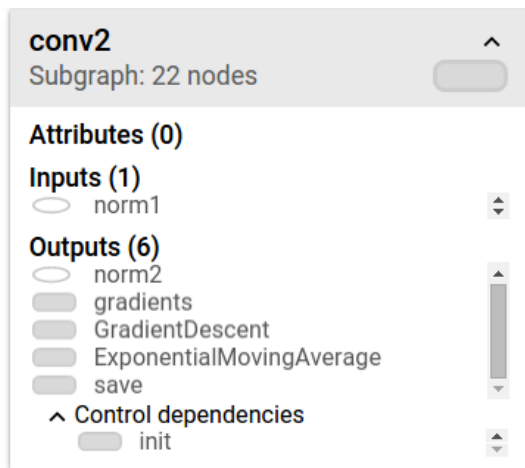 conv2
Subgraph: 22 nodes
Attributes (0)
Inputs (1)
norm1
Outputs (6)
norm2
gradients
GradientDescent
ExponentialMovingAverage
save
Control dependencies
init